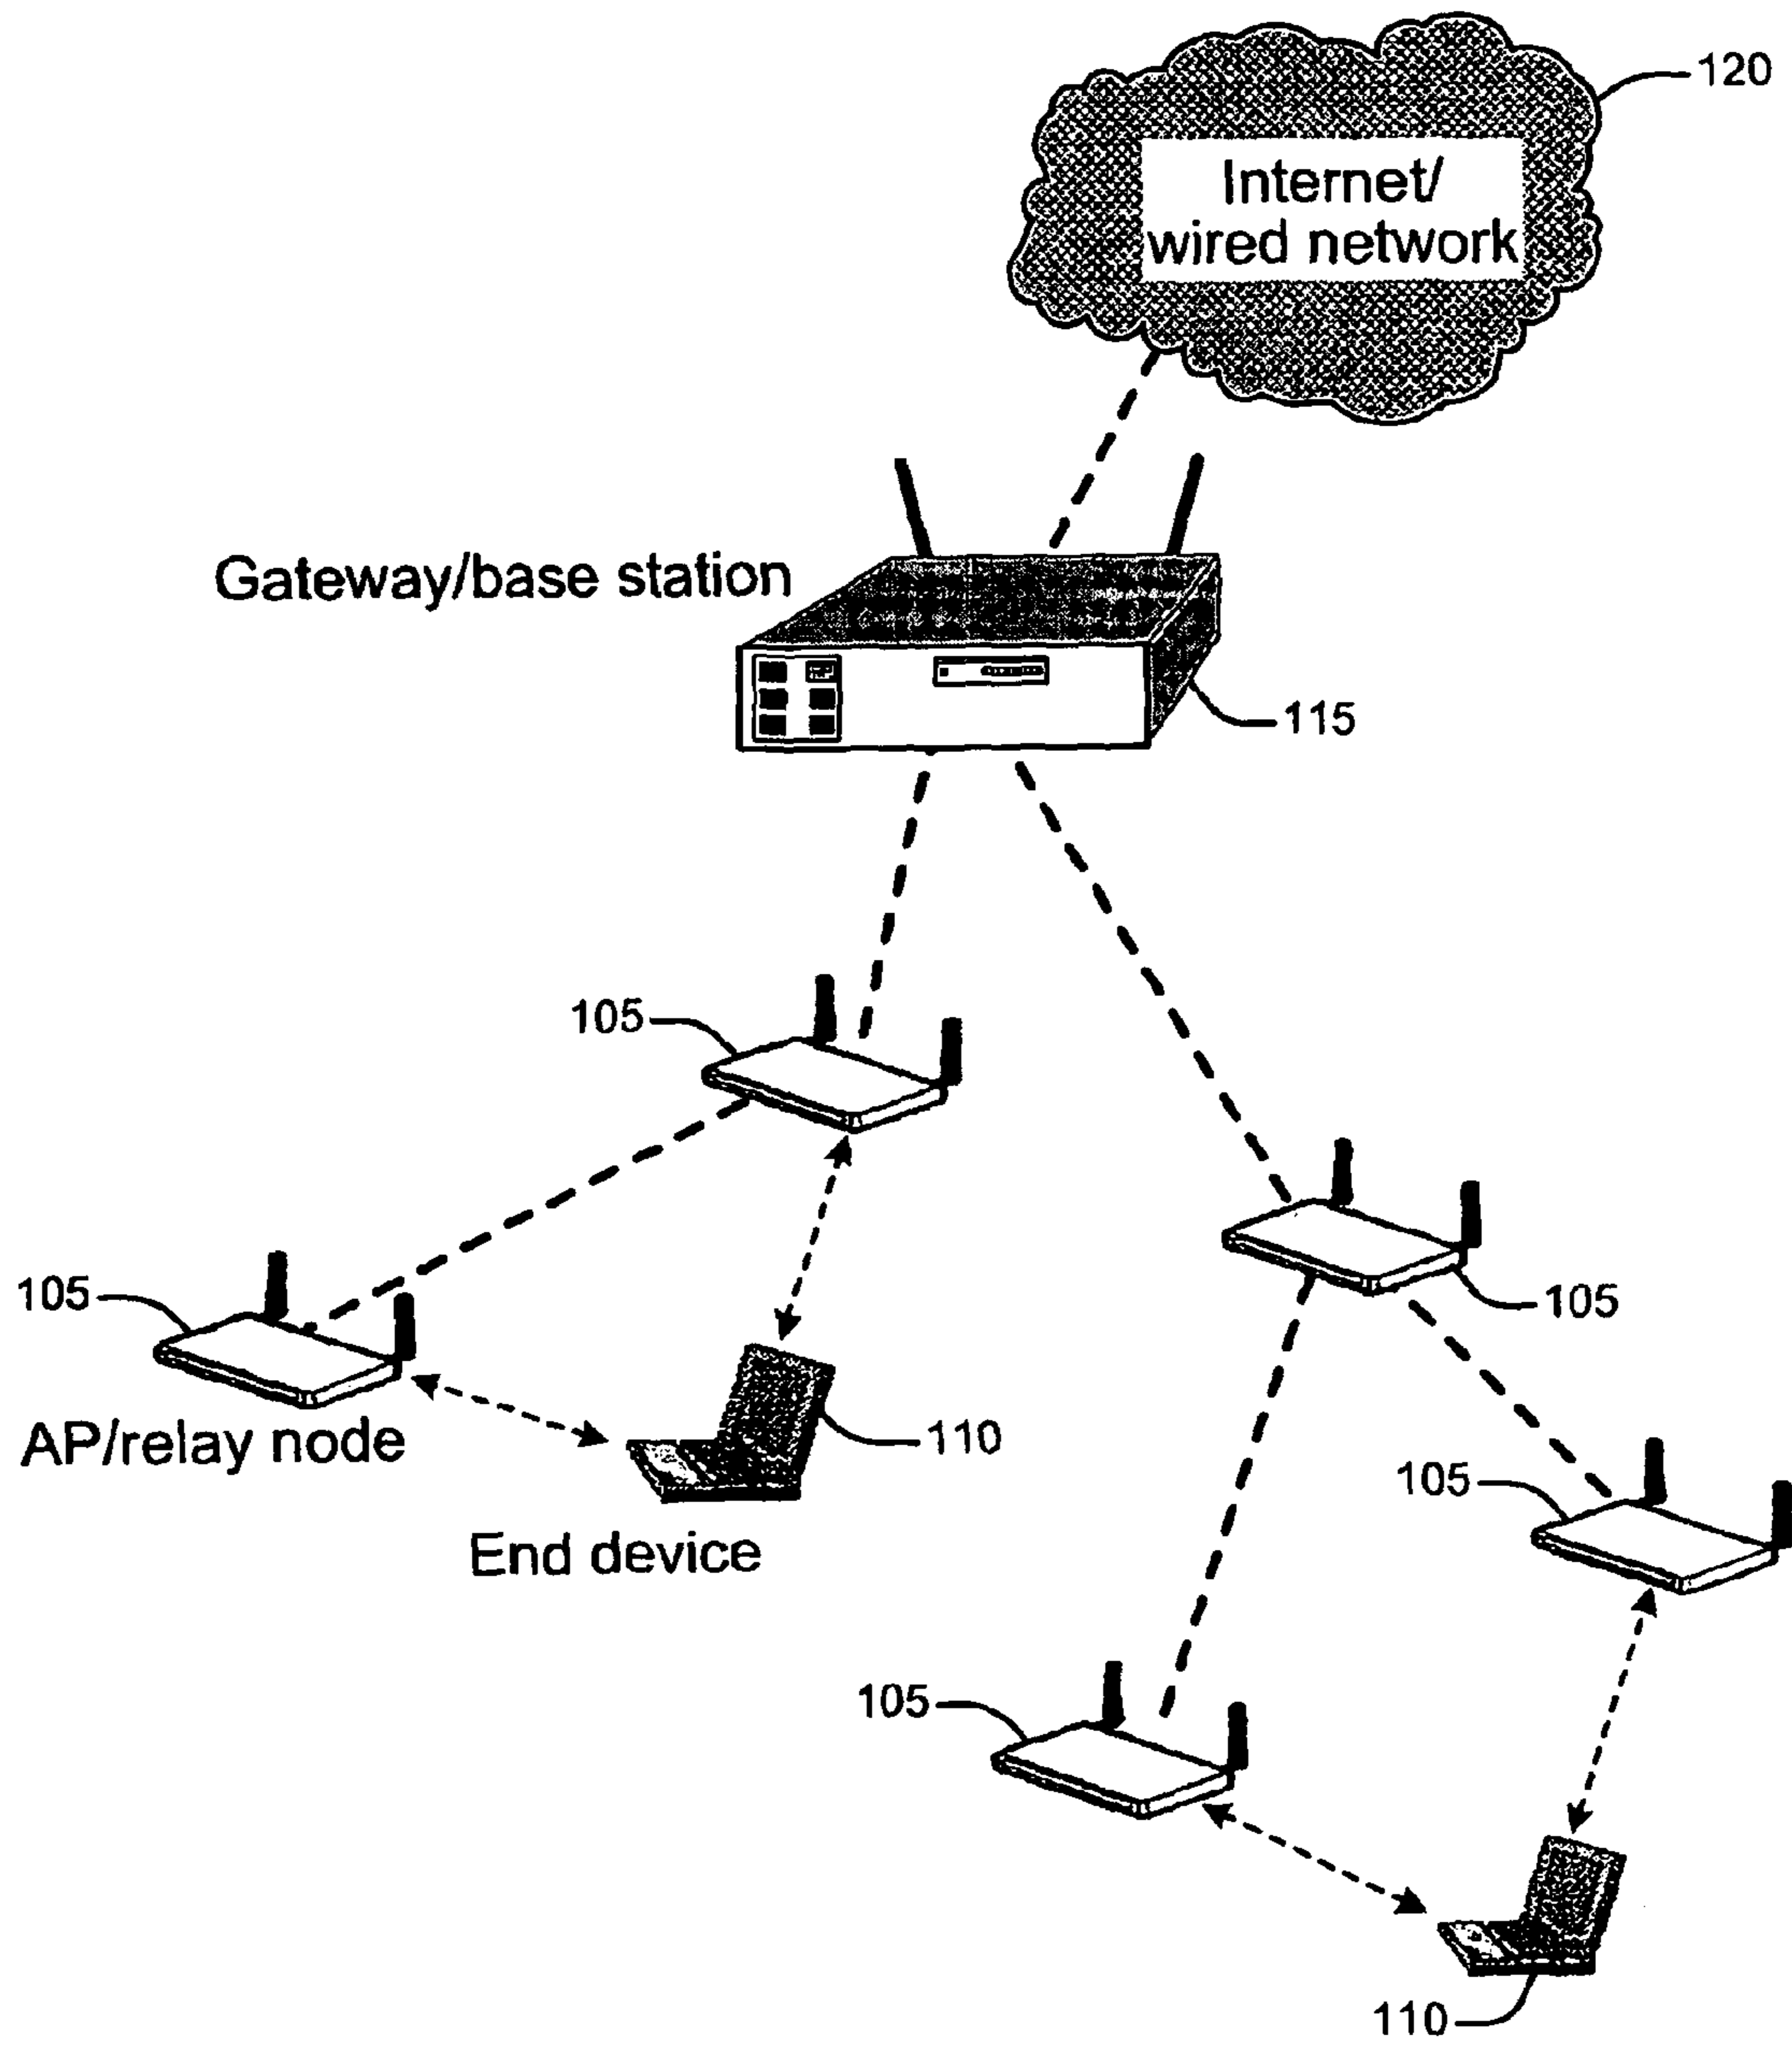 120
Internet/
wired network
Gateway/base station
115
105
105
105
AP/relay node
110
105
End device
105
110